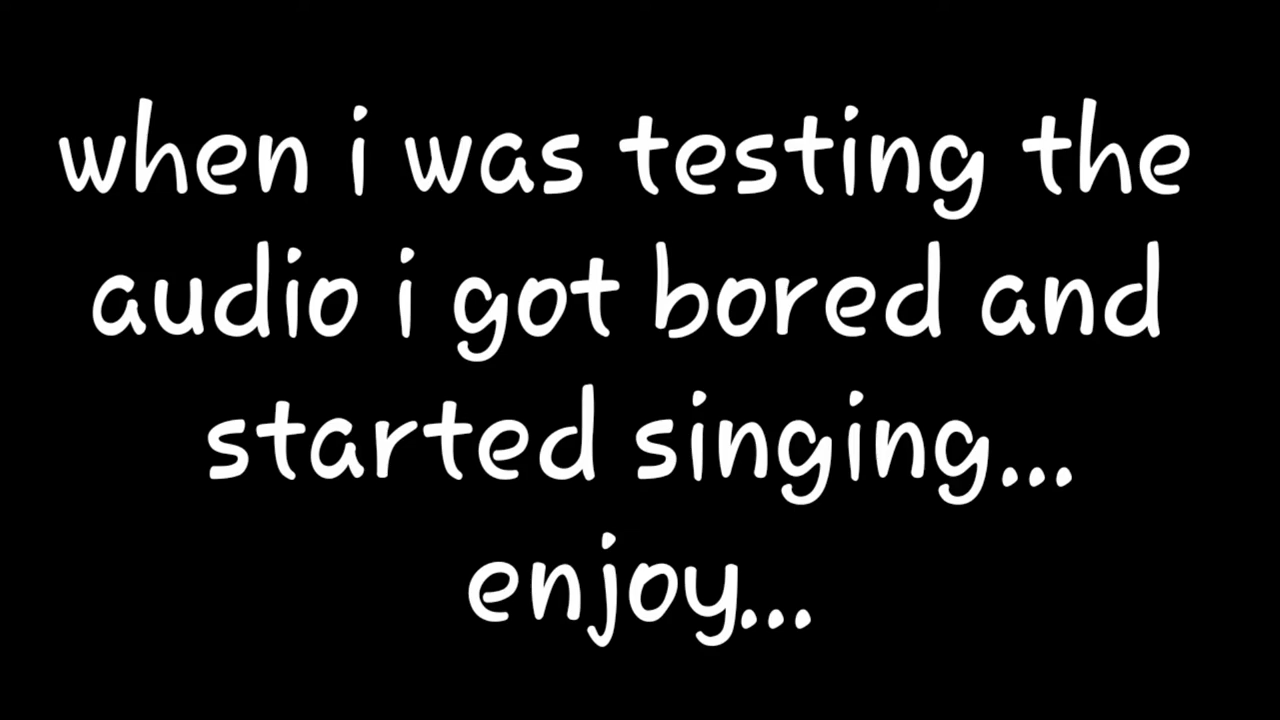 when i was testing the
audio i got bored and
started singing...
enjoy...